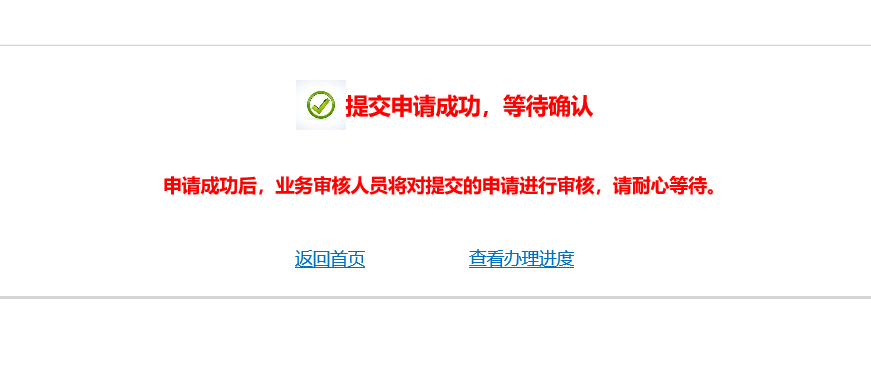 提交申请成功，等待确认
申请成功后，业务审核人员将对提交的申请进行审核，请耐心等待。
返回首页 查看办理进度